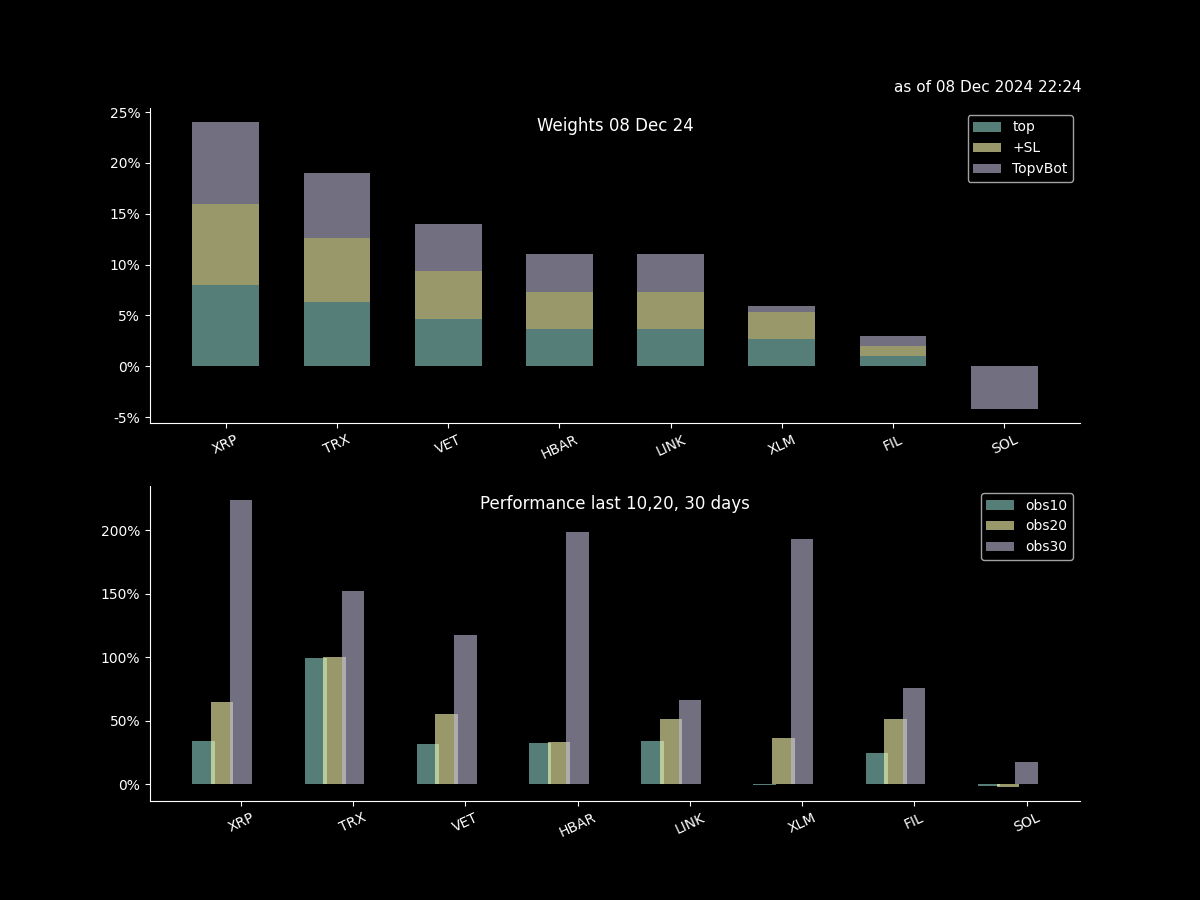 as of 08 Dec 2024 22:24
Weights 08 Dec 24
top
+SL
TopvBot
25%
20%
15%
10%
5%
0%
-5%
XRP TRX VET HBAR LINK XLM FIL SOL
Performance last 10,20, 30 days
obs10
obs20
obs30
200%
150%
100%
50%
0%
XRP TRX VET HBAR LINK XLM FIL SOL